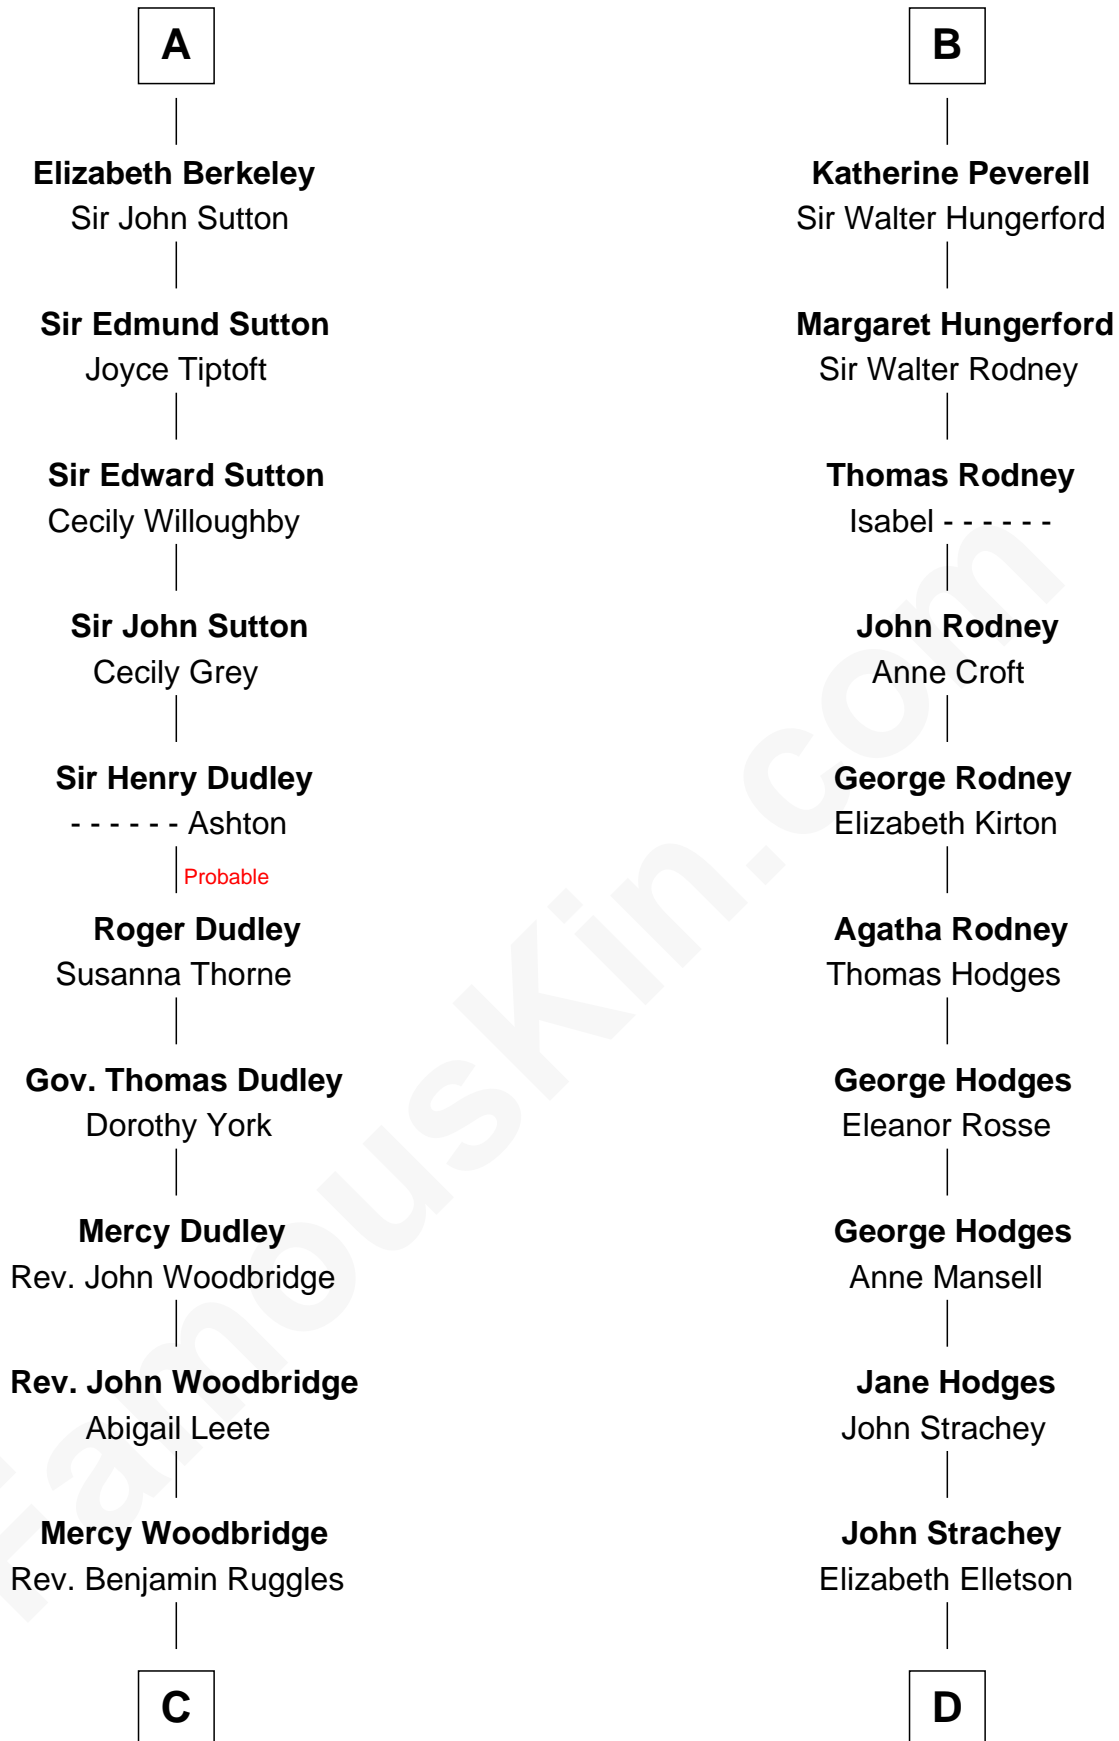 A
Elizabeth Berkeley
Sir John Sutton
Sir Edmund Sutton
Joyce Tiptoft
Sir Edward Sutton
Cecily Willoughby
Sir John Sutton
Cecily Grey
Sir Henry Dudley
- - - - - - Ashton
Probable
Roger Dudley
Susanna Thorne
Gov. Thomas Dudley
Dorothy York
Mercy Dudley
Rev. John Woodbridge
Rev. John Woodbridge
Abigail Leete
Mercy Woodbridge
Rev. Benjamin Ruggles
C
B
Katherine Peverell
Sir Walter Hungerford
Margaret Hungerford
Sir Walter Rodney
Thomas Rodney
Isabel - - - - - -
John Rodney
Anne Croft
George Rodney
Elizabeth Kirton
Agatha Rodney
Thomas Hodges
George Hodges
Eleanor Rosse
George Hodges
Anne Mansell
Jane Hodges
John Strachey
John Strachey
Elizabeth Elletson
D
FamousKin.com